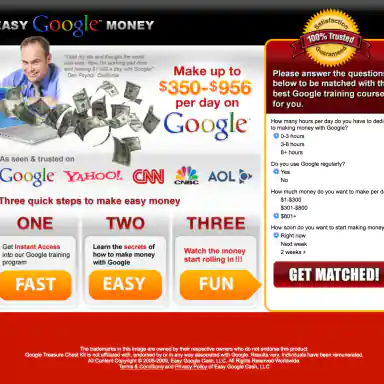 EASY Google MONEY
"I quit my job and thought the world
was over. Now, I'm working part time
and making $1,000 a day with Google"
Dan Poynor, California
Make up to
$350-$956
per day on
Google
As seen & trusted on
Google YAHOO! CNN CNBC AOL
Three quick steps to make easy money
ONE
Get Instant Access
into our Google training
program
FAST
TWO
Learn the secrets of
how to make money
with Google
EASY
THREE
Watch the money
start rolling in !!!
FUN
Satisfaction
100% Trusted
Guaranteed
Please answer the questions
below to be matched with the
best Google training course
for you.
How many hours per day do you have to dedi
to making money with Google?
0-3 hours
3-8 hours
8+ hours
Do you use Google regularly?
Yes
No
How much money do you want to make per da
$1-$300
$301-$800
$801+
How soon do you want to start making money
Right now
Next week
2 weeks +
GET MATCHED!
The trademarks in this image are owned by their respective owners who do not endorse this product.
Google Treasure Chest Kit is not affiliated with, endorsed by or in any way associated with Google. Results vary. Individuals have been remunerated.
All Content Copyright © 2008-2009, Easy Google Cash, LLC. All Rights Reserved Worldwide
Terms & Conditions and Privacy Policy of Easy Google Cash, LLC